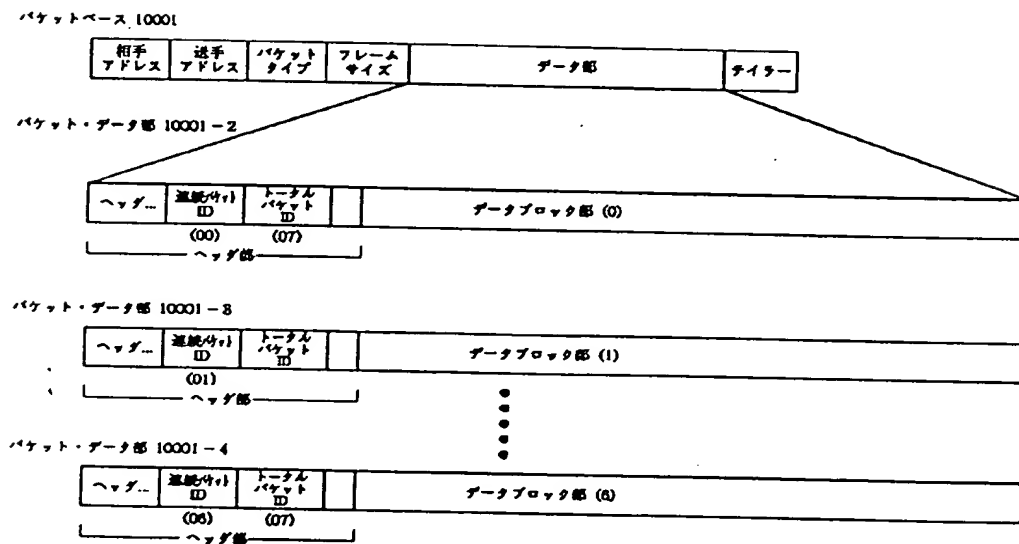 パケットベース 10001
相手
アドレス
送手
アドレス
パケット
タイプ
フレーム
サイズ
データ部
テイラー
パケット・データ部 10001-2
ヘッダ...
連続パケット
ID
トータル
パケット
ID
データブロック部 (0)
(00)
(07)
ヘッダ部
パケット・データ部 10001-3
ヘッダ...
連続パケット
ID
トータル
パケット
ID
データブロック部 (1)
(01)
ヘッダ部
パケット・データ部 10001-4
ヘッダ...
連続パケット
ID
トータル
パケット
ID
データブロック部 (6)
(06)
(07)
ヘッダ部